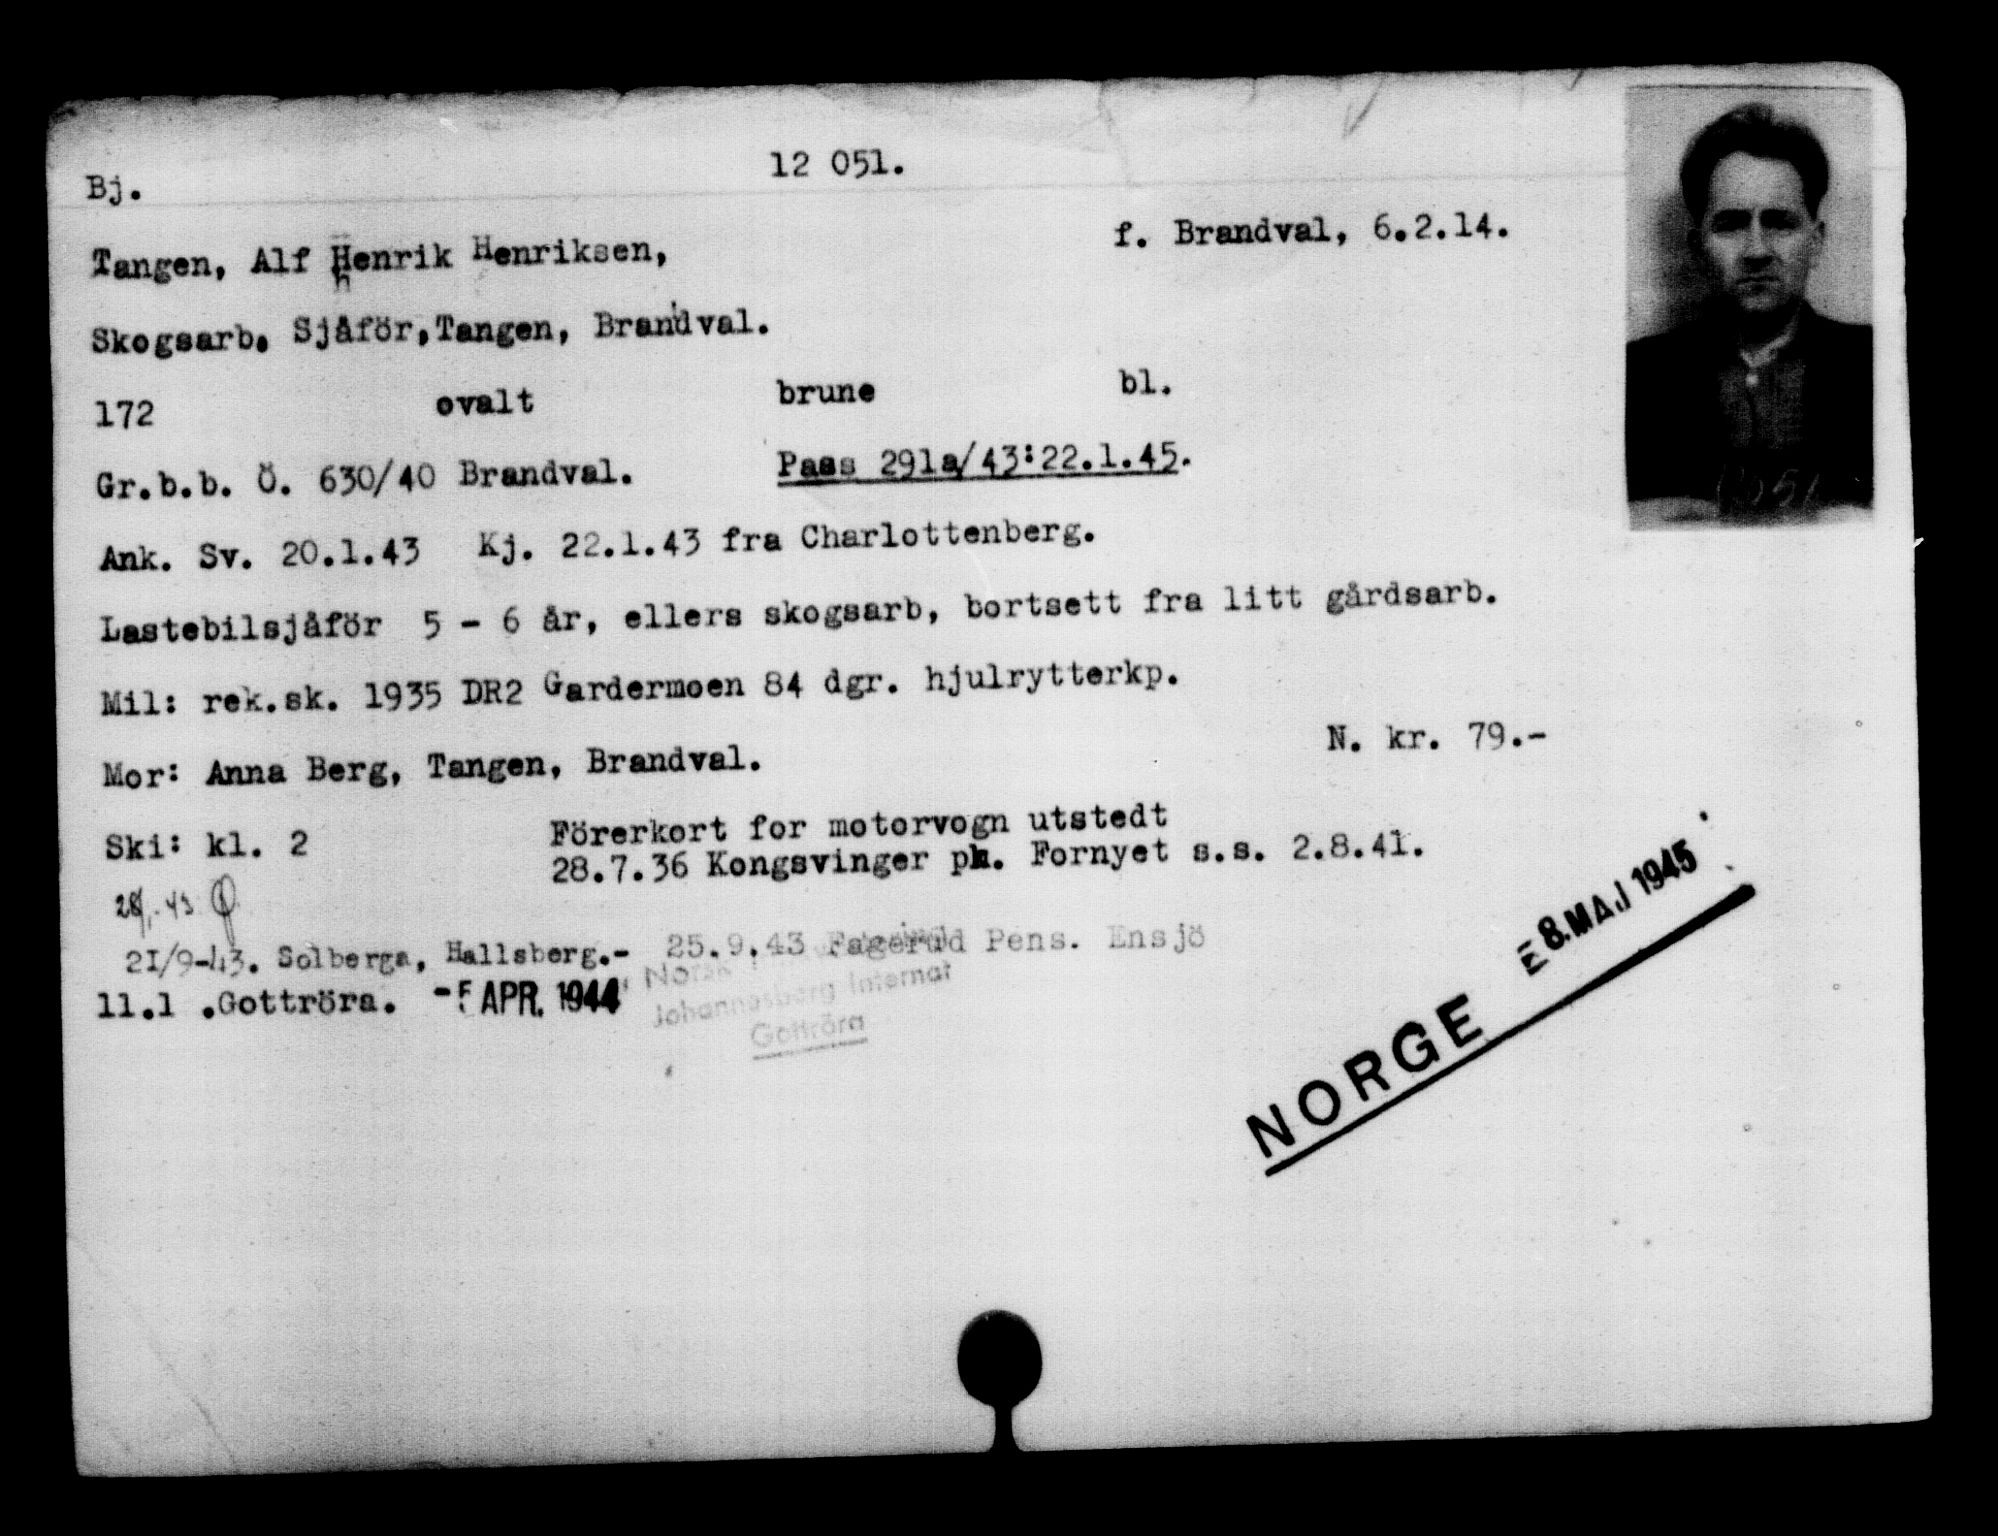 12 051.
Bj.
Tangen, Alf Henrik Henriksen, f. Brandval, 6.2.14.
Skogsarb. Sjåför, Tangen, Brandval.
172 ovalt brune bl.
Gr.b.b. Ö. 630/40 Brandval. Pass 291a/43:22.1.45.
Ank. Sv. 20.1.43 Kj. 22.1.43 fra Charlottenberg.
Lastebilsjåför 5 - 6 år, ellers skogsarb, bortsett fra litt gårdsarb.
Mil: rek.sk. 1935 DR2 Gardermoen 84 dgr. hjulrytterkp.
N. kr. 79.-
Mor: Anna Berg, Tangen, Brandval.
Ski: kl. 2 Förerkort for motorvogn utstedt
28.7.36 Kongsvinger pk. Fornyet s.s. 2.8.41.
21/9-43. Solberga, Hallsberg.- 25.9.43 Fagerud Pens. Ensjö
11.1 .Gottröra. -5 APR. 1944
Norsk
Johannesberg Internat
Gottröra
8. MAJ 1945
NORGE